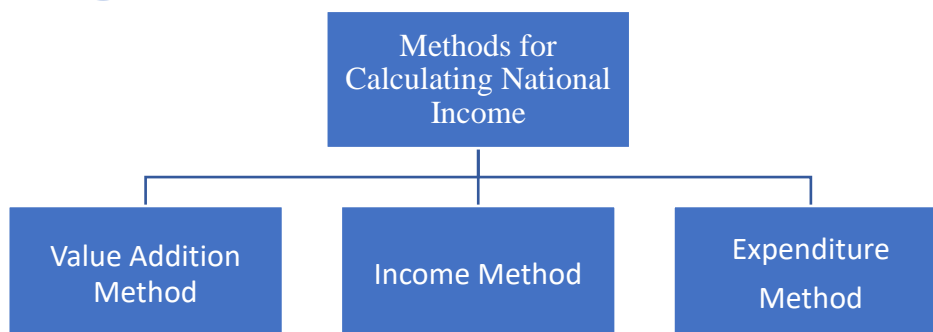 Methods for
Calculating National
Income
Value Addition
Method
Income Method
Expenditure
Method